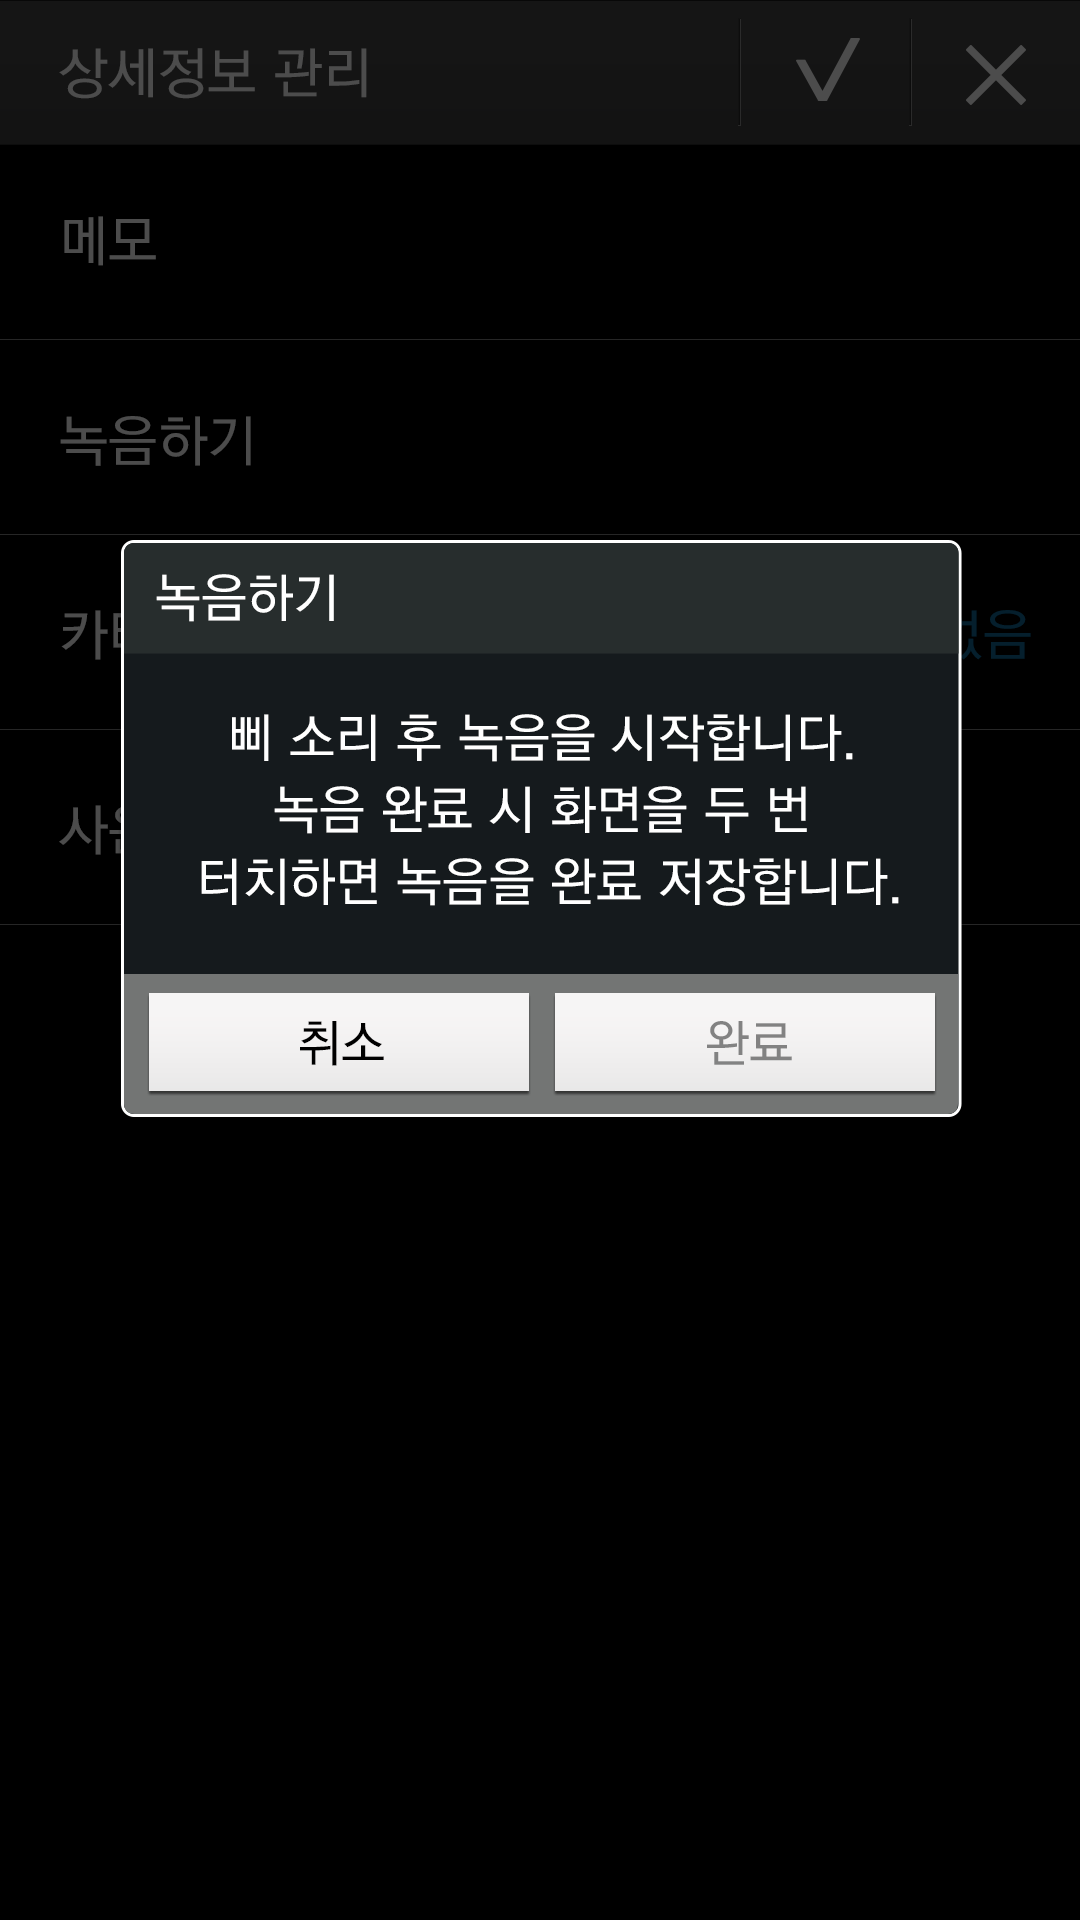 상세정보 관리
메모
녹음하기
녹음하기
삐 소리 후 녹음을 시작합니다.
녹음 완료 시 화면을 두 번
터치하면 녹음을 완료 저장합니다.
취소 완료